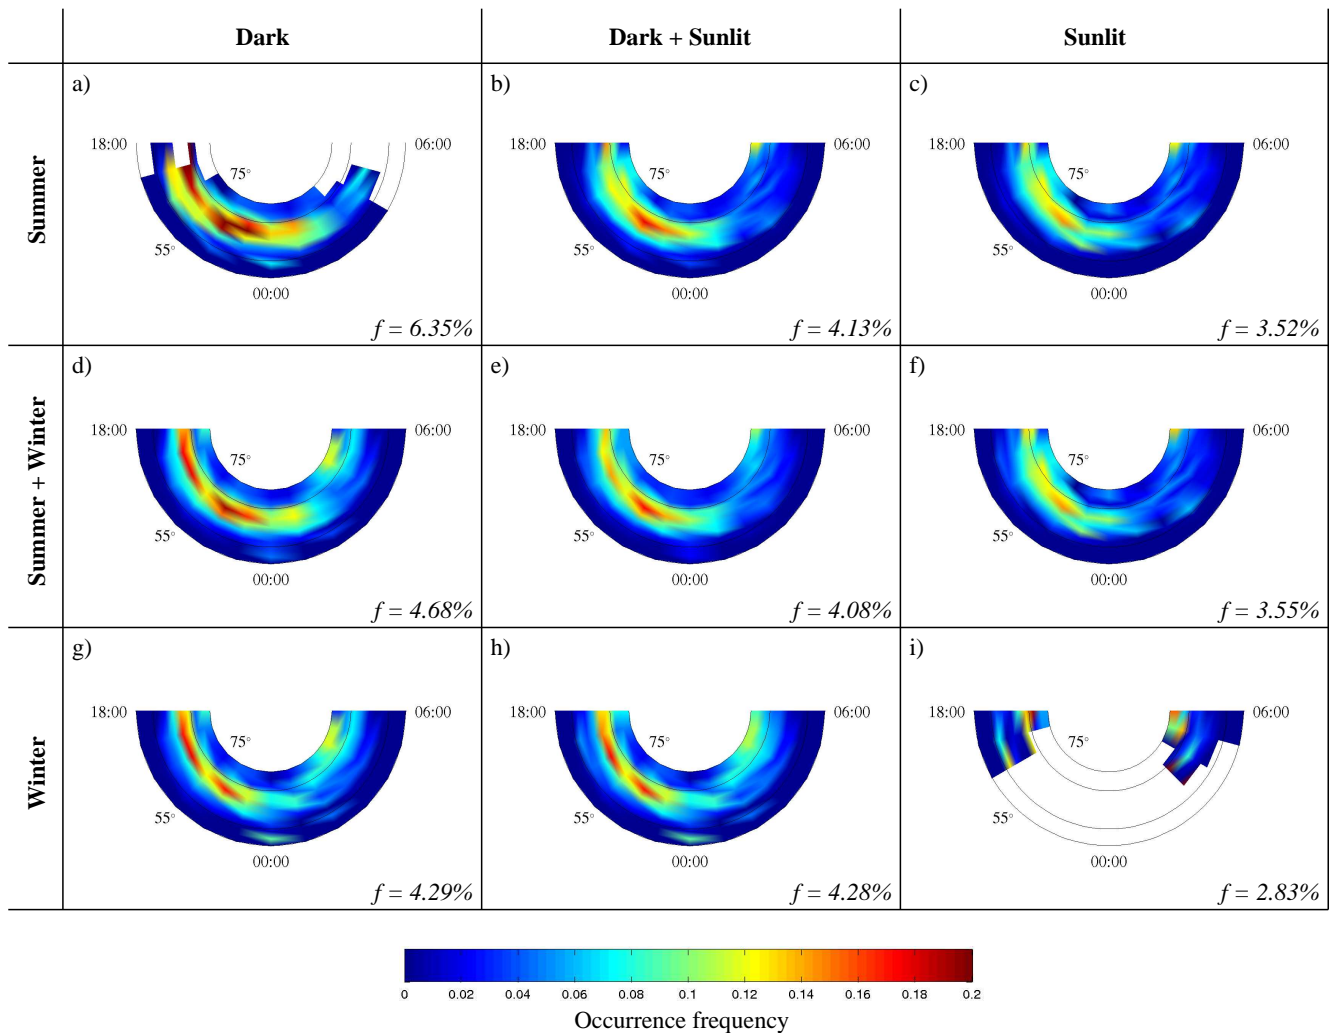 Dark
Dark + Sunlit
Sunlit
Summer
a)
18:00
06:00
75°
55°
00:00
f = 6.35%
b)
18:00
06:00
75°
55°
00:00
f = 4.13%
c)
18:00
06:00
75°
55°
00:00
f = 3.52%
Summer + Winter
d)
18:00
06:00
75°
55°
00:00
f = 4.68%
e)
18:00
06:00
75°
55°
00:00
f = 4.08%
f)
18:00
06:00
75°
55°
00:00
f = 3.55%
Winter
g)
18:00
06:00
75°
55°
00:00
f = 4.29%
h)
18:00
06:00
75°
55°
00:00
f = 4.28%
i)
18:00
06:00
75°
55°
00:00
f = 2.83%
0 0.02 0.04 0.06 0.08 0.1 0.12 0.14 0.16 0.18 0.2
Occurrence frequency